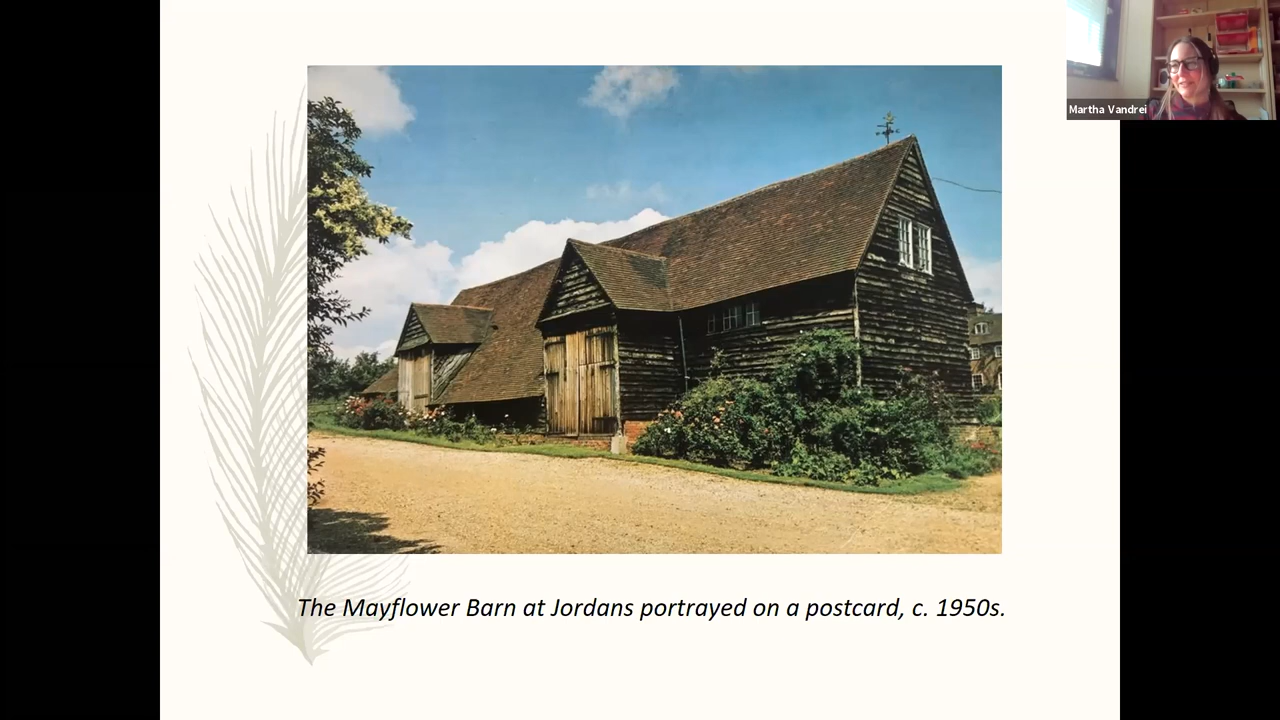 Martha Vandrei
The Mayflower Barn at Jordans portrayed on a postcard, c. 1950s.